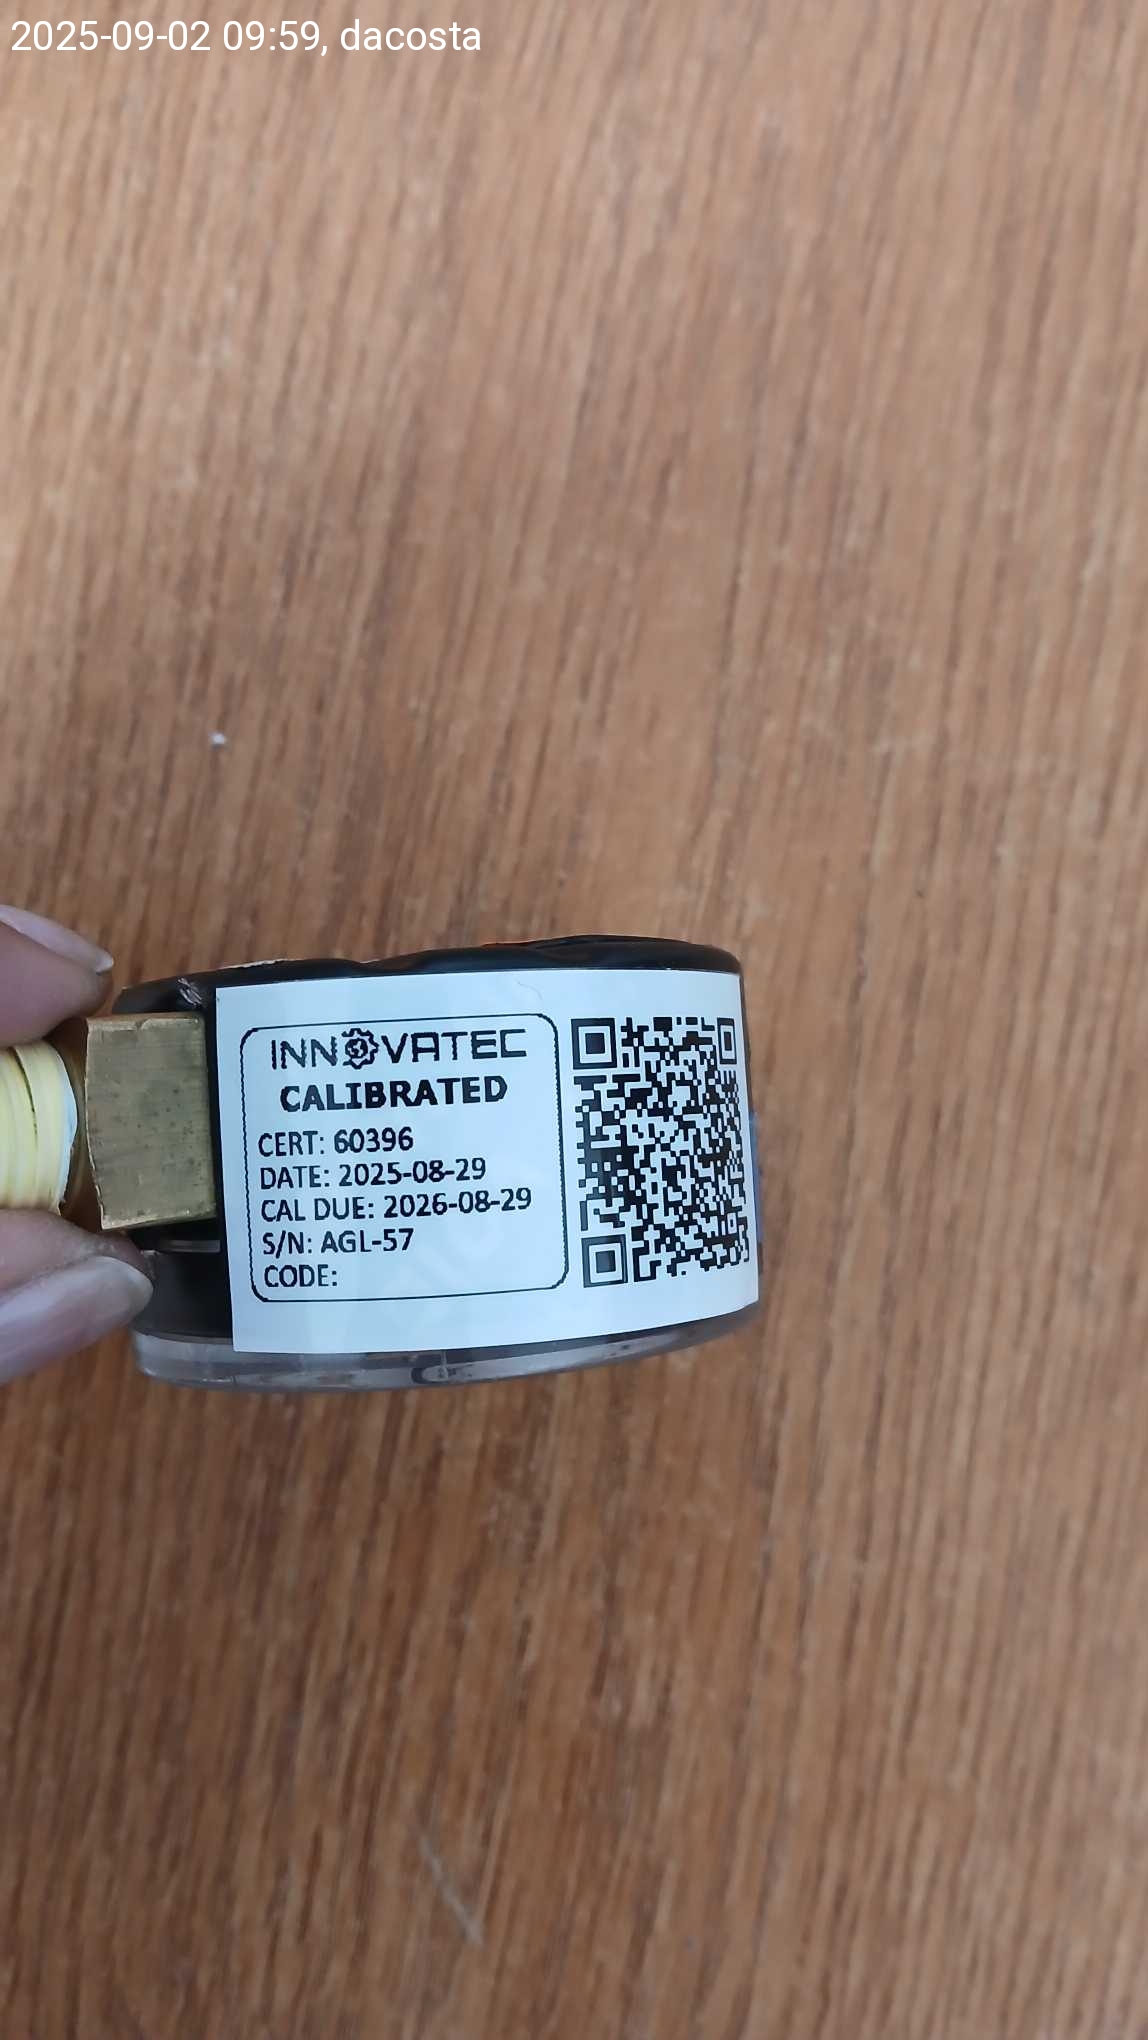 2025-09-02 09:59, dacosta
INNOVATEC
CALIBRATED
CERT: 60396
DATE: 2025-08-29
CAL DUE: 2026-08-29
S/N: AGL-57
CODE: